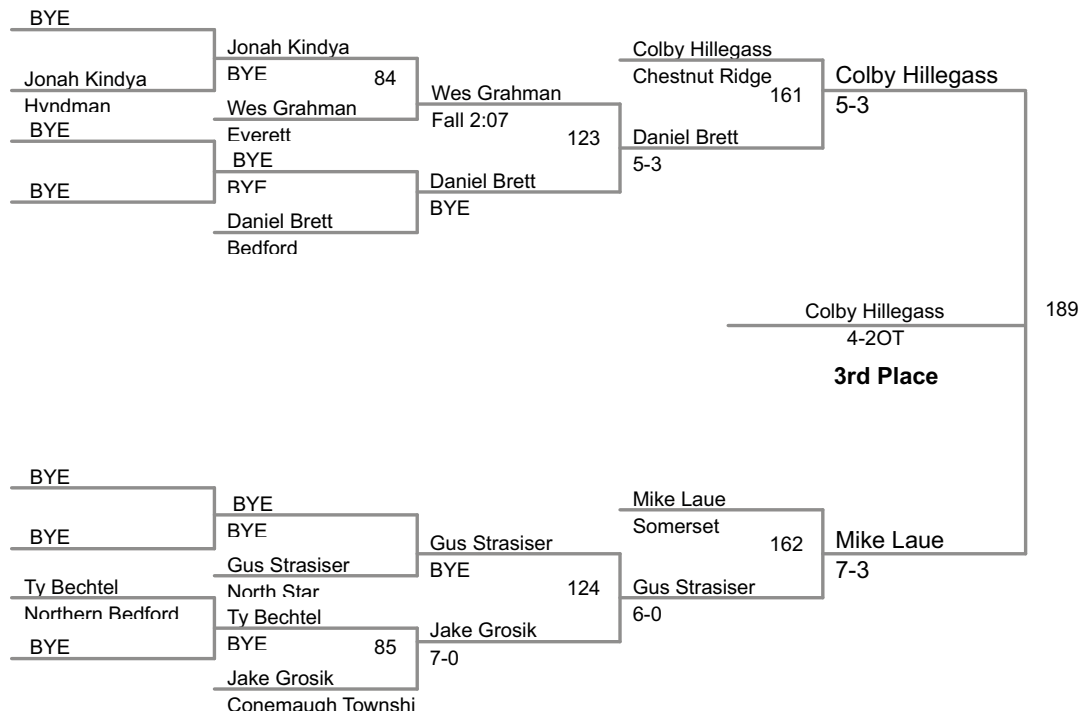 BYE
Jonah Kindya
Hyndman
BYE
BYE
Jonah Kindya
BYE
84
Wes Grahman
Everett
BYE
BYE
Daniel Brett
Bedford
Wes Grahman
Fall 2:07
123
Daniel Brett
BYE
Colby Hillegass
Chestnut Ridge
161
Daniel Brett
5-3
Colby Hillegass
5-3
189
Colby Hillegass
4-2OT
3rd Place
BYE
BYE
Ty Bechtel
Northern Bedford
BYE
BYE
BYE
Gus Strasiser
North Star
Ty Bechtel
BYE
85
Jake Grosik
Conemaugh Townshi
Gus Strasiser
BYE
124
Jake Grosik
7-0
Mike Laue
Somerset
162
Gus Strasiser
6-0
Mike Laue
7-3